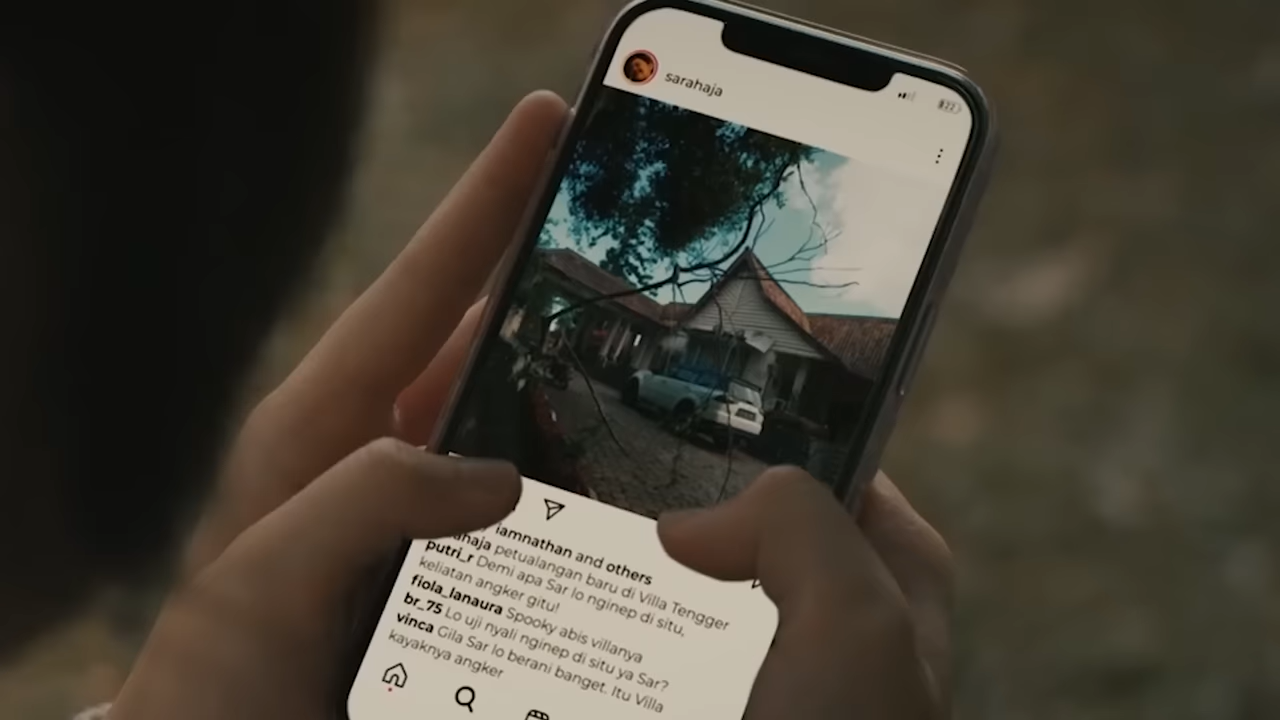 sarahaja
22
iamnathan and others
petualangan baru di Villa Tengger
putri_r Demi apa Sar lo nginep di situ,
keliatan angker gitu!
fiola_lanaura Spooky abis villanya
br_75 Lo uji nyali nginep di situ ya Sar?
vinca Gila Sar lo berani banget. Itu Villa
kayaknya angker